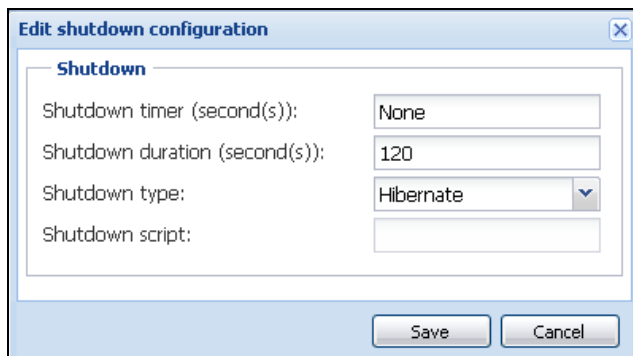 Edit shutdown configuration
Shutdown
Shutdown timer (second(s)): None
Shutdown duration (second(s)): 120
Shutdown type: Hibernate
Shutdown script:
Save Cancel